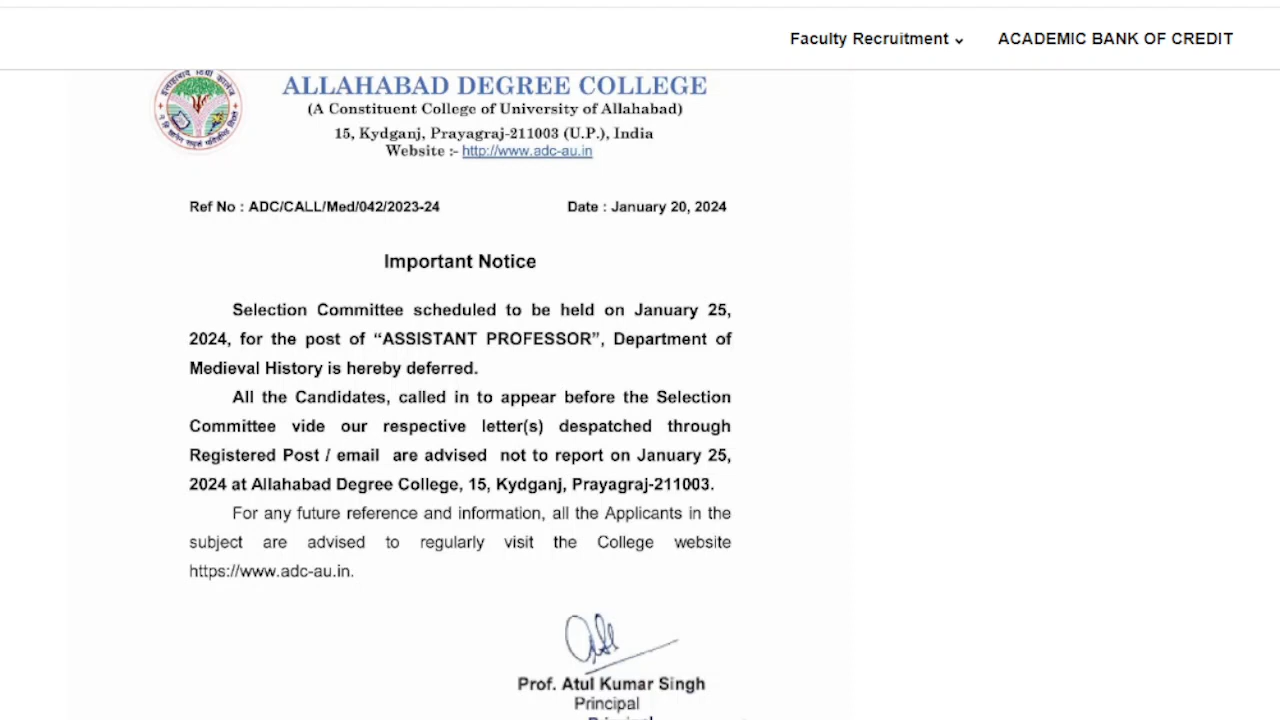 Faculty Recruitment
ACADEMIC BANK OF CREDIT
ALLAHABAD DEGREE COLLEGE
(A Constituent College of University of Allahabad)
15, Kydganj, Prayagraj-211003 (U.P.), India
Website :- http://www.adc-au.in
Ref No : ADC/CALL/Med/042/2023-24 Date : January 20, 2024
Important Notice
Selection Committee scheduled to be held on January 25,
2024, for the post of “ASSISTANT PROFESSOR”, Department of
Medieval History is hereby deferred.
All the Candidates, called in to appear before the Selection
Committee vide our respective letter(s) despatched through
Registered Post / email are advised not to report on January 25,
2024 at Allahabad Degree College, 15, Kydganj, Prayagraj-211003.
For any future reference and information, all the Applicants in the
subject are advised to regularly visit the College website
https://www.adc-au.in.
Prof. Atul Kumar Singh
Principal
Principal